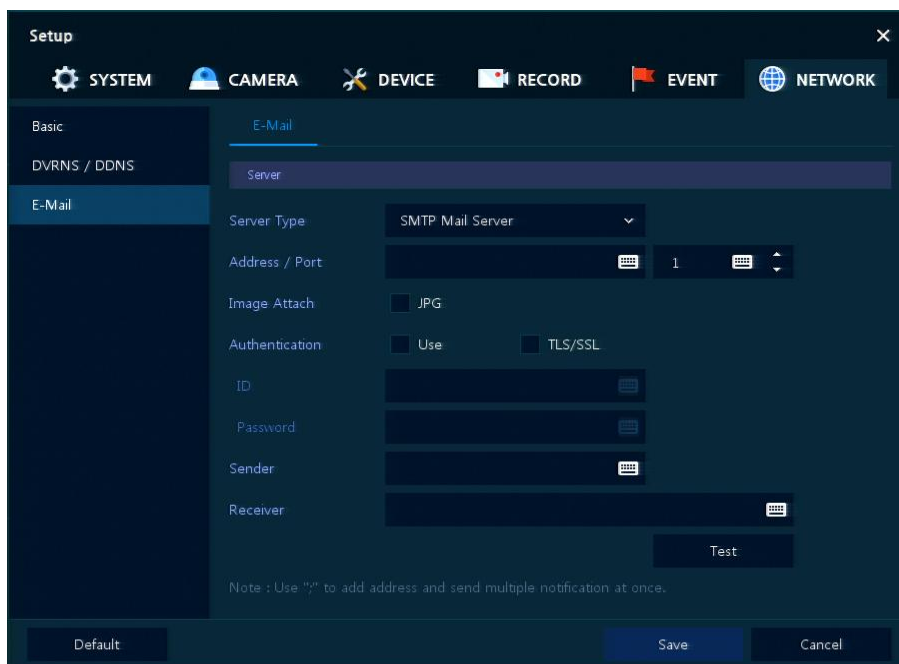 Setup
SYSTEM CAMERA DEVICE RECORD EVENT NETWORK
Basic
DVRNS / DDNS
E-Mail
E-Mail
Server
Server Type SMTP Mail Server
Address / Port 1
Image Attach JPG
Authentication Use TLS/SSL
ID
Password
Sender
Receiver
Test
Note : Use ";" to add address and send multiple notification at once.
Default Save Cancel